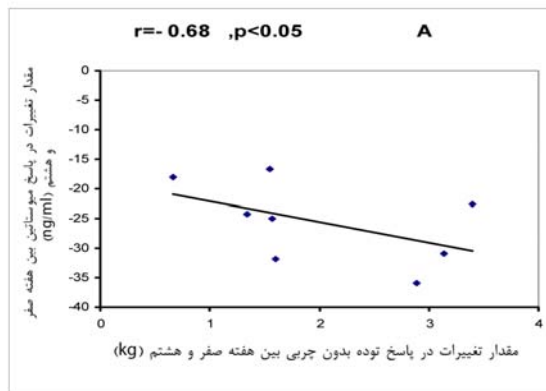 r=- 0.68 ,p<0.05 A
0
-5
-10
-15
-20
-25
-30
-35
-40
0 1 2 3 4
مقدار تغییرات در پاسخ میوستاتین بین هفته صفر
و هشتم (ng/ml)
مقدار تغییرات در پاسخ توده بدون چربی بین هفته صفر و هشتم (kg)